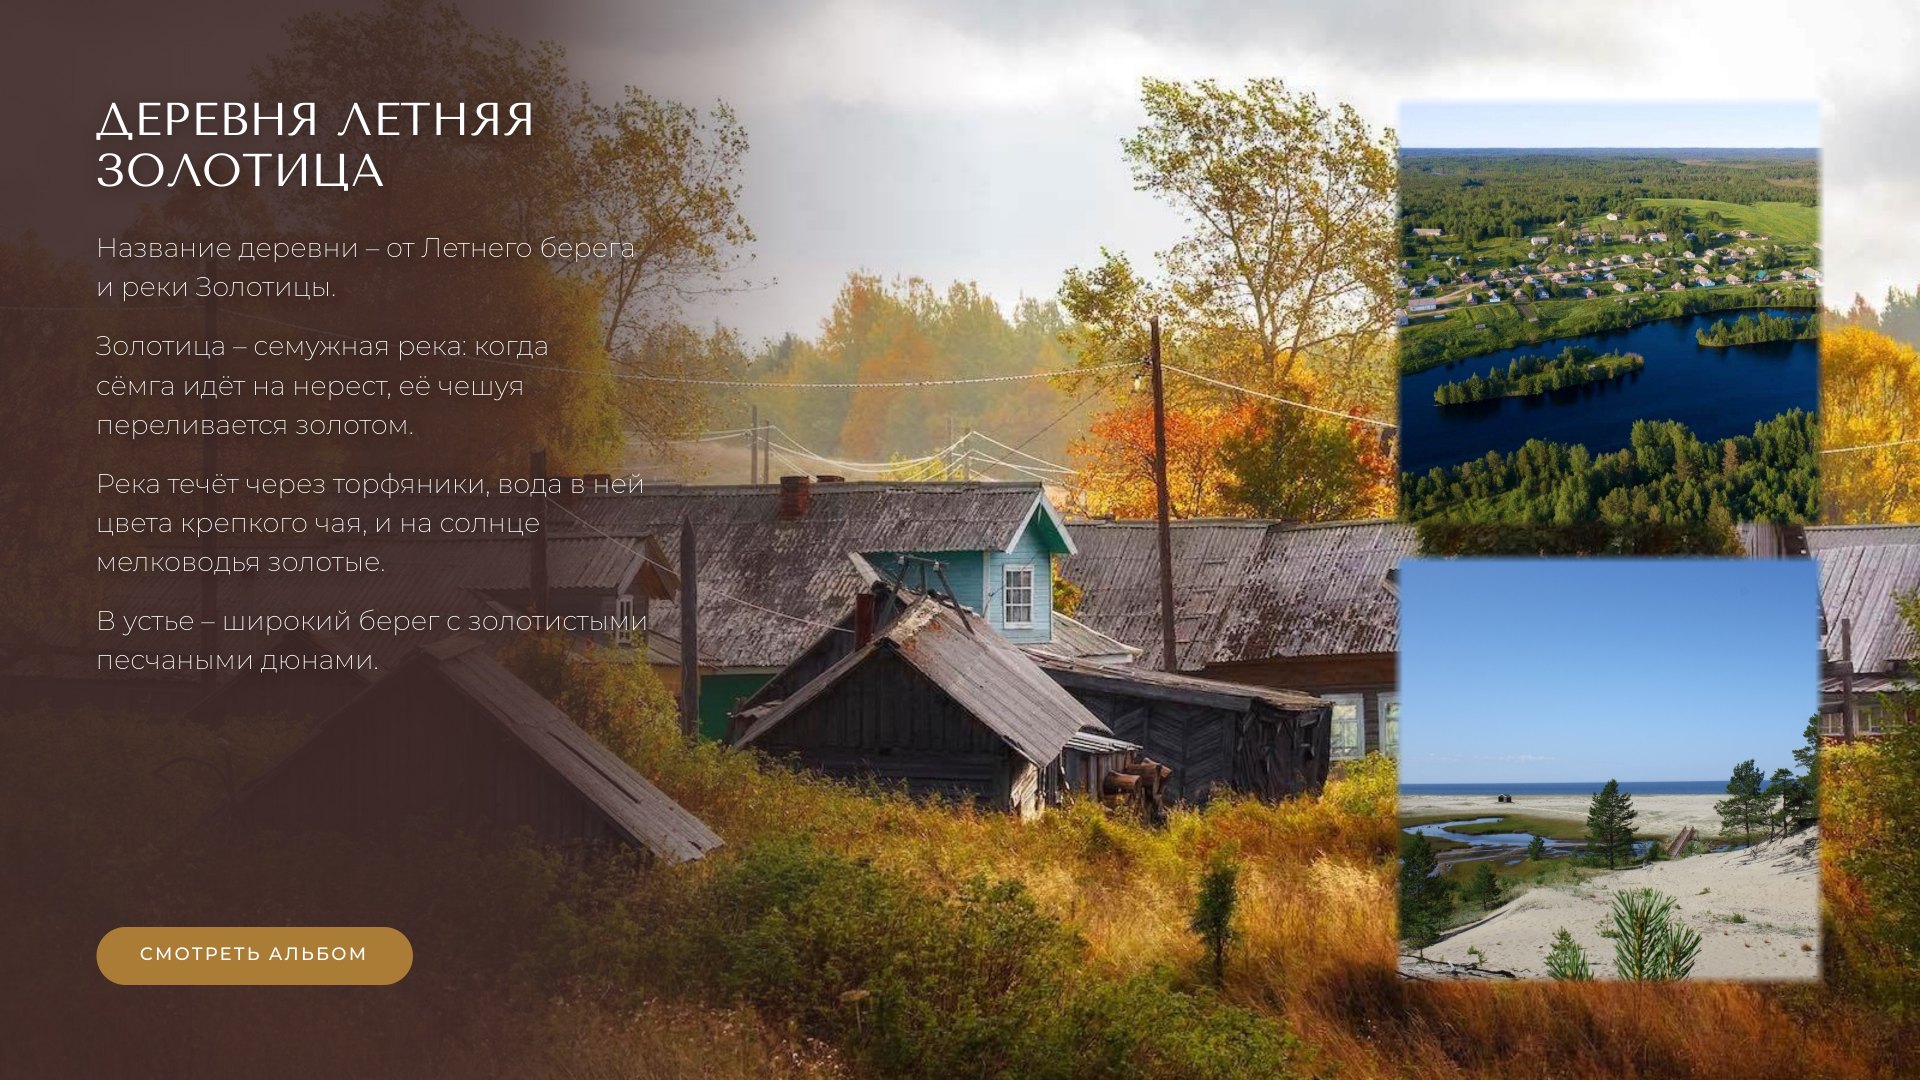 ДЕРЕВНЯ ЛЕТНЯЯ
ЗОЛОТИЦА
Название деревни – от Летнего берега
и реки Золотицы.
Золотица – семужная река: когда
сёмга идёт на нерест, её чешуя
переливается золотом.
Река течёт через торфяники, вода в ней
цвета крепкого чая, и на солнце
мелководья золотые.
В устье – широкий берег с золотистыми
песчаными дюнами.
СМОТРЕТЬ АЛЬБОМ